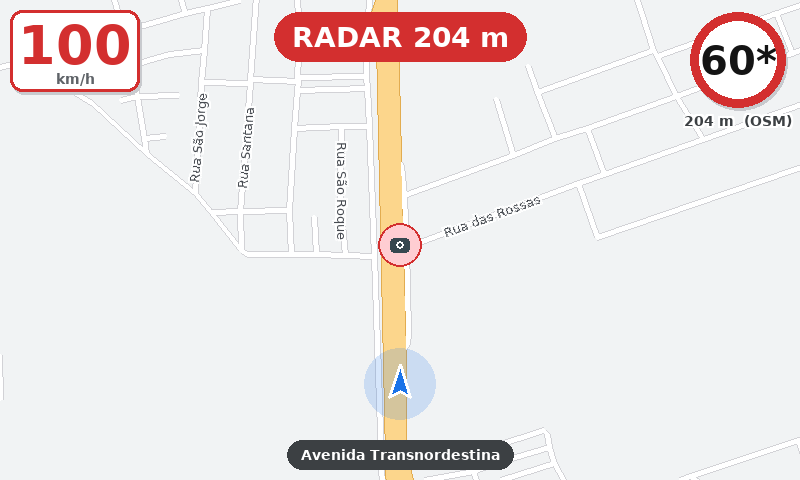 100
km/h
RADAR 204 m
60*
204 m (OSM)
Rua São Jorge
Rua Santana
Rua São Roque
Rua das Rossas
Avenida Transnordestina